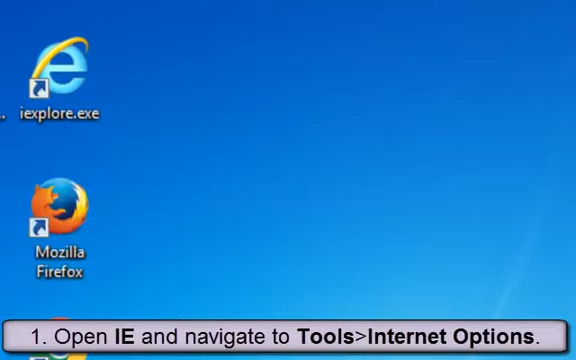 iexplore.exe
Mozilla
Firefox
1. Open IE and navigate to Tools>Internet Options.